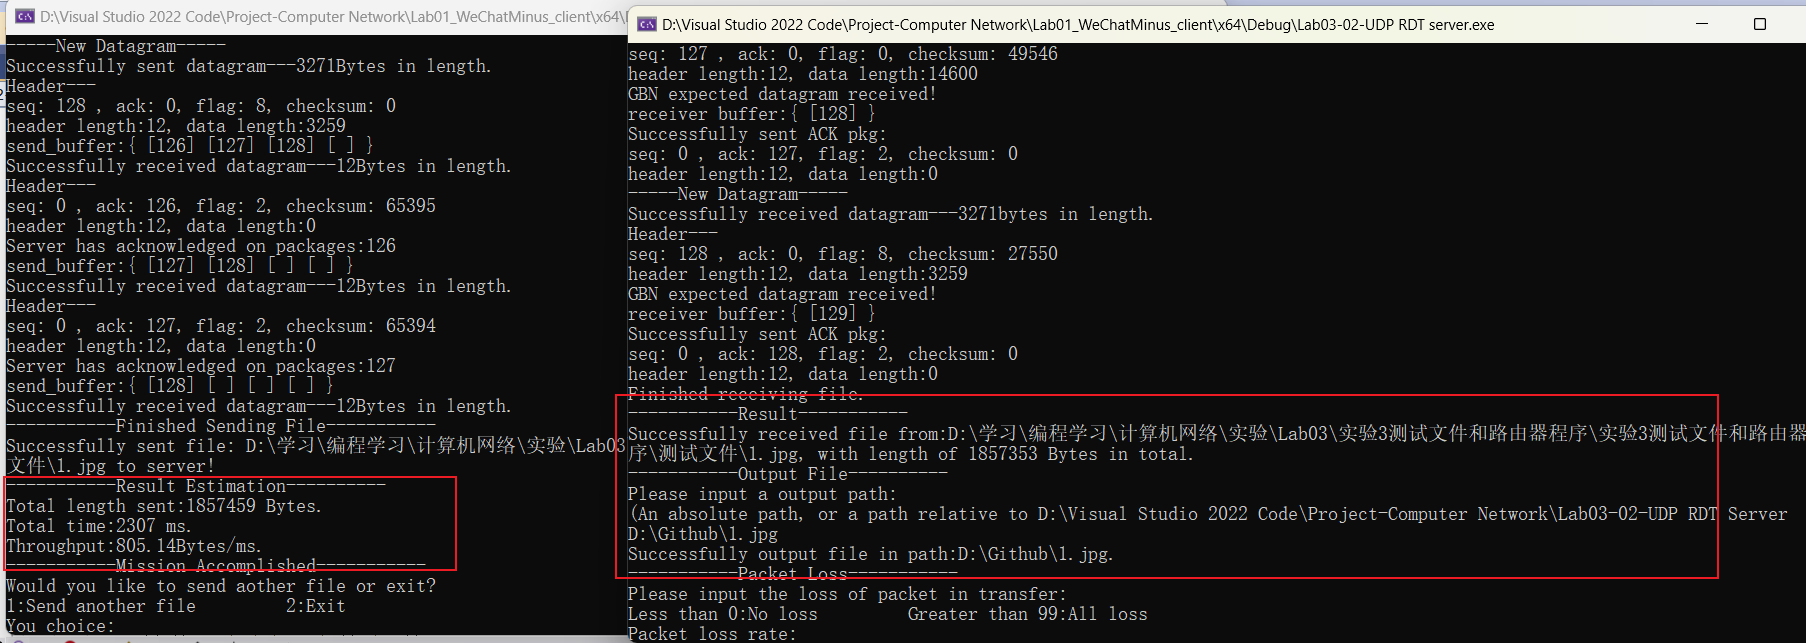 D:\Visual Studio 2022 Code\Project-Computer Network\Lab01_WeChatMinus_client\x64\
-----New Datagram-----
Successfully sent datagram---3271Bytes in length.
Header---
seq: 128 , ack: 0, flag: 8, checksum: 0
header length:12, data length:3259
send_buffer:{ [126] [127] [128] [ ] }
Successfully received datagram---12Bytes in length.
Header---
seq: 0 , ack: 126, flag: 2, checksum: 65395
header length:12, data length:0
Server has acknowledged on packages:126
send_buffer:{ [127] [128] [ ] [ ] }
Successfully received datagram---12Bytes in length.
Header---
seq: 0 , ack: 127, flag: 2, checksum: 65394
header length:12, data length:0
Server has acknowledged on packages:127
send_buffer:{ [128] [ ] [ ] [ ] }
Successfully received datagram---12Bytes in length.
-----------Finished Sending File-----------
Successfully sent file: D:\学习\编程学习\计算机网络\实验\Lab03
文件\1.jpg to server!
-----------Result Estimation----------
Total length sent:1857459 Bytes.
Total time:2307 ms.
Throughput:805.14Bytes/ms.
-----------Mission Accomplished-----------
Would you like to send aother file or exit?
1:Send another file         2:Exit
You choice:
D:\Visual Studio 2022 Code\Project-Computer Network\Lab01_WeChatMinus_client\x64\Debug\Lab03-02-UDP RDT server.exe
seq: 127 , ack: 0, flag: 0, checksum: 49546
header length:12, data length:14600
GBN expected datagram received!
receiver buffer:{ [128] }
Successfully sent ACK pkg:
seq: 0 , ack: 127, flag: 2, checksum: 0
header length:12, data length:0
-----New Datagram-----
Successfully received datagram---3271bytes in length.
Header---
seq: 128 , ack: 0, flag: 8, checksum: 27550
header length:12, data length:3259
GBN expected datagram received!
receiver buffer:{ [129] }
Successfully sent ACK pkg:
seq: 0 , ack: 128, flag: 2, checksum: 0
header length:12, data length:0
Finished receiving file.
-----------Result-----------
Successfully received file from:D:\学习\编程学习\计算机网络\实验\Lab03\实验3测试文件和路由器程序\实验3测试文件和路由器
序\测试文件\1.jpg, with length of 1857353 Bytes in total.
-----------Output File----------
Please input a output path:
(An absolute path, or a path relative to D:\Visual Studio 2022 Code\Project-Computer Network\Lab03-02-UDP RDT Server
D:\Github\1.jpg
Successfully output file in path:D:\Github\1.jpg.
-----------Packet Loss-----------
Please input the loss of packet in transfer:
Less than 0:No loss         Greater than 99:All loss
Packet loss rate: